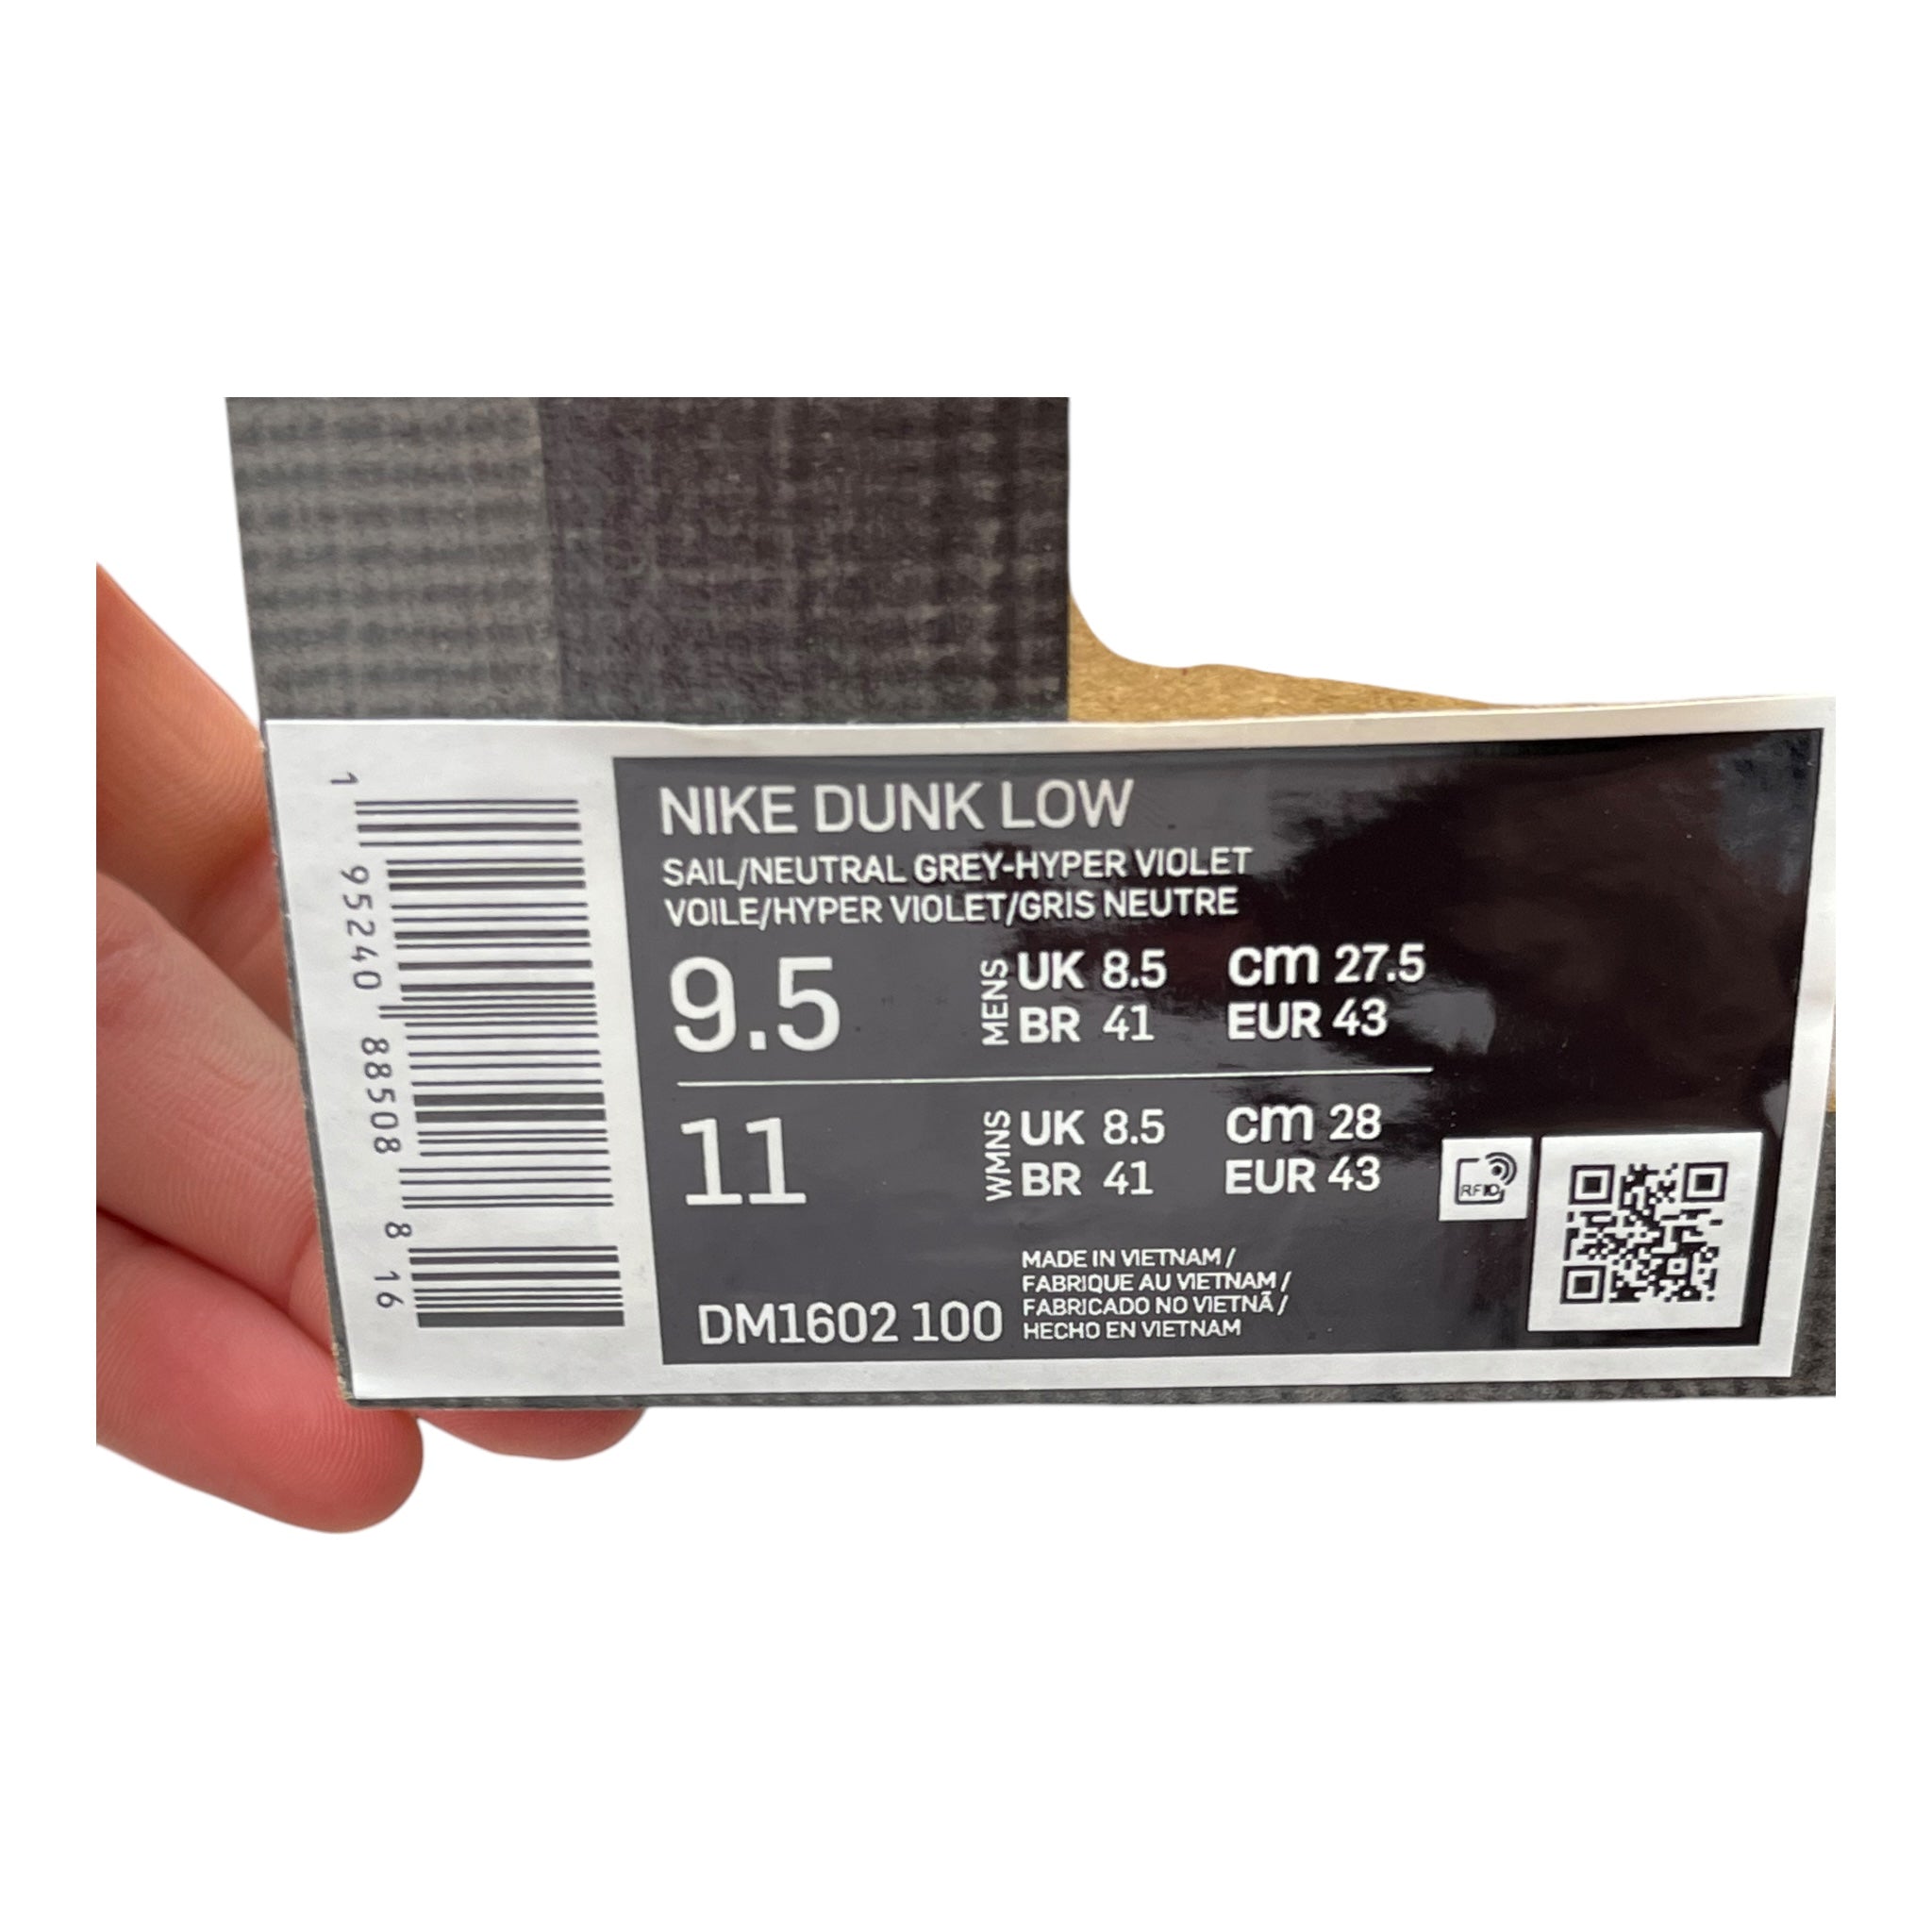 1 95240 88508 8 16
NIKE DUNK LOW
SAIL/NEUTRAL GREY-HYPER VIOLET
VOILE/HYPER VIOLET/GRIS NEUTRE
9.5 MENS UK 8.5 cm 27.5
BR 41 EUR 43
11 WMNS UK 8.5 cm 28
BR 41 EUR 43
RFID
MADE IN VIETNAM /
FABRIQUE AU VIETNAM /
FABRICADO NO VIETNÃ /
HECHO EN VIETNAM
DM1602 100